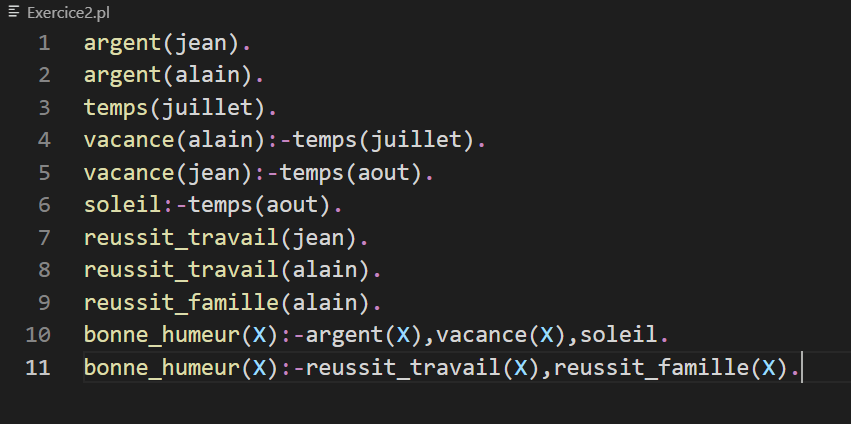 Exercice2.pl
1 argent(jean).
2 argent(alain).
3 temps(juillet).
4 vacance(alain):-temps(juillet).
5 vacance(jean):-temps(aout).
6 soleil:-temps(aout).
7 reussit_travail(jean).
8 reussit_travail(alain).
9 reussit_famille(alain).
10 bonne_humeur(X):-argent(X),vacance(X),soleil.
11 bonne_humeur(X):-reussit_travail(X),reussit_famille(X).